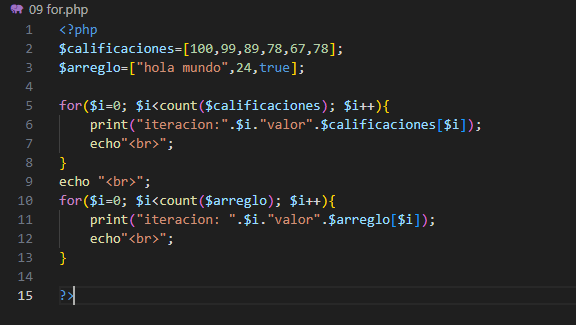 09 for.php
1 <?php
2 $calificaciones=[100,99,89,78,67,78];
3 $arreglo=["hola mundo",24,true];
4
5 for($i=0; $i<count($calificaciones); $i++){
6     print("iteracion:".$i."valor".$calificaciones[$i]);
7     echo"<br>";
8 }
9 echo "<br>";
10 for($i=0; $i<count($arreglo); $i++){
11     print("iteracion: ".$i."valor".$arreglo[$i]);
12     echo"<br>";
13 }
14
15 ?>